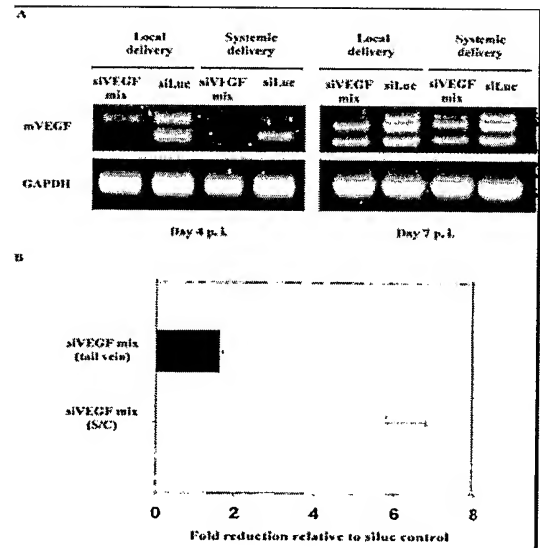 A
Local delivery Systemic delivery Local delivery Systemic delivery
siVEGF mix siLuc siVEGF mix siLuc siVEGF mix siLuc siVEGF mix siLuc
mVEGF
GAPDH
Day 4 p.i. Day 7 p.i.
B
siVEGF mix
(tail vein)
siVEGF mix
(S/C)
0 2 4 6 8
Fold reduction relative to siluc control